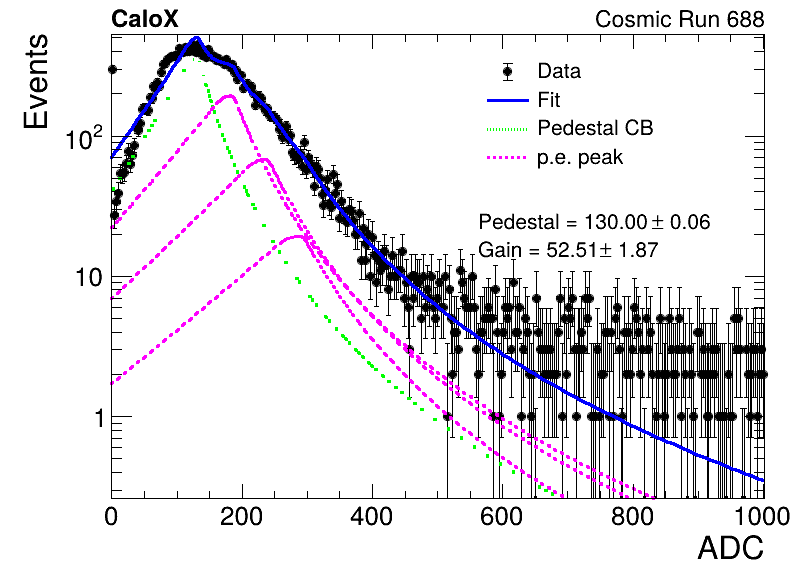 CaloX
Cosmic Run 688
Events
Data
Fit
Pedestal CB
p.e. peak
Pedestal = 130.00 ± 0.06
Gain = 52.51 ± 1.87
10²
10
1
0
200
400
600
800
1000
ADC